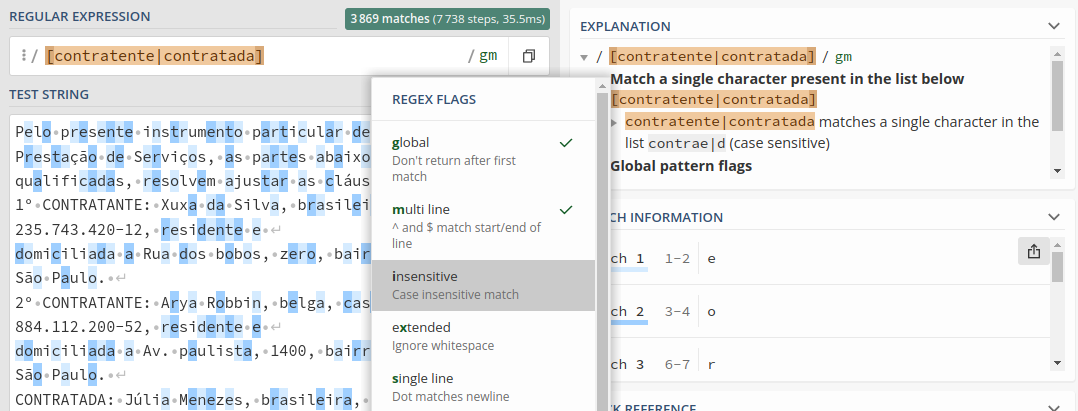 REGULAR EXPRESSION
3 869 matches (7 738 steps, 35.5ms)
/ [contratente|contratada] / gm
TEST STRING
Pelo·presente·instrumento·particular·de
Prestação·de·Serviços,·as·partes·abaixo
qualificadas,·resolvem·ajustar·as·cláus
1º·CONTRATANTE:·Xuxa·da·Silva,·brasilei
235.743.420-12,·residente·e·↵
domiciliada·a·Rua·dos·bobos,·zero,·bair
São·Paulo.·↵
2º·CONTRATANTE:·Arya·Robbin,·belga,·cas
884.112.200-52,·residente·e·↵
domiciliada·a·Av.·paulista,·1400,·bairr
São·Paulo.·↵
CONTRATADA:·Júlia·Menezes,·brasileira,·
REGEX FLAGS
global
Don't return after first
match
multi line
^ and $ match start/end of
line
insensitive
Case insensitive match
extended
Ignore whitespace
single line
Dot matches newline
EXPLANATION
/ [contratente|contratada] / gm
Match a single character present in the list below
[contratente|contratada]
contratente|contratada matches a single character in the
list contrae|d (case sensitive)
Global pattern flags
CH INFORMATION
ch 1 1-2 e
ch 2 3-4 o
ch 3 6-7 r
K REFERENCE